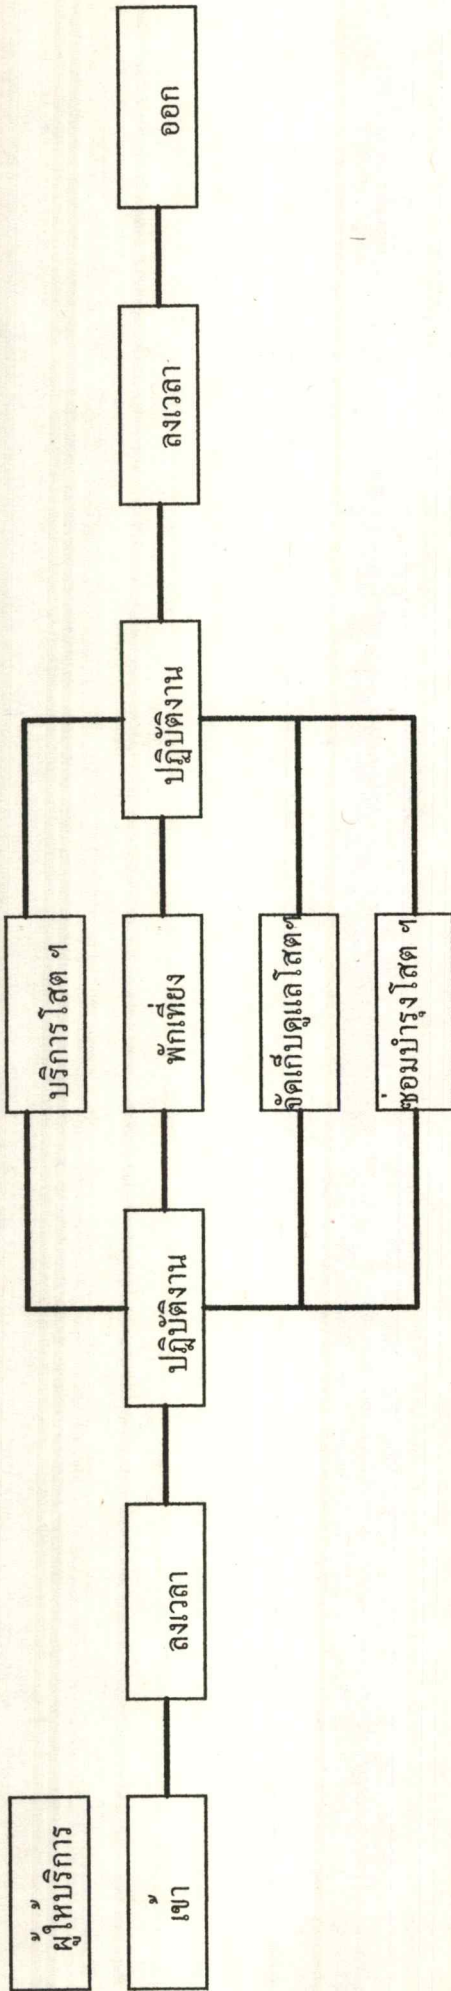 ผู้ให้บริการ
เข้า
ลงเวลา
ปฏิบัติงาน
บริการโสต ฯ
พักเที่ยง
จัดเก็บดูแลโสตฯ
ซ่อมบำรุงโสต ฯ
ปฏิบัติงาน
ลงเวลา
ออก